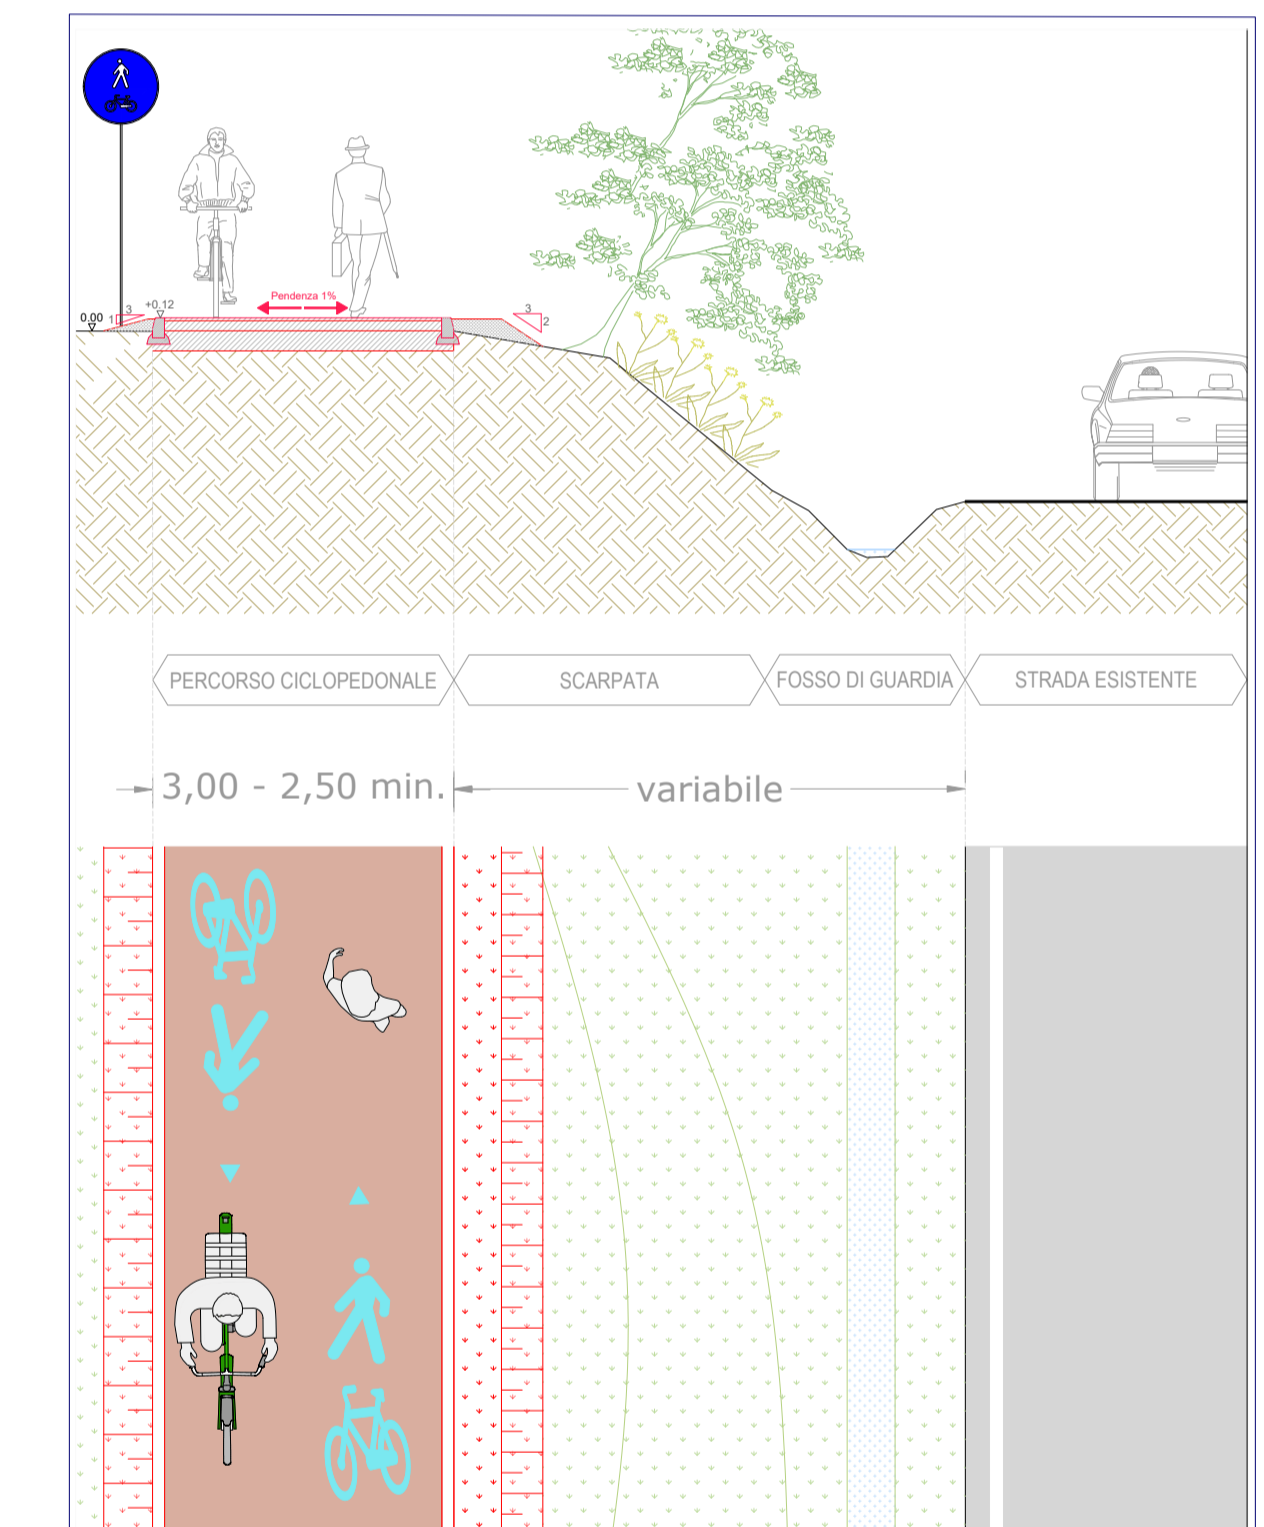 Pendenza 1%
+0.12
0.00
1
3
3
2
PERCORSO CICLOPEDONALE
SCARPATA
FOSSO DI GUARDIA
STRADA ESISTENTE
3,00 - 2,50 min.
variabile